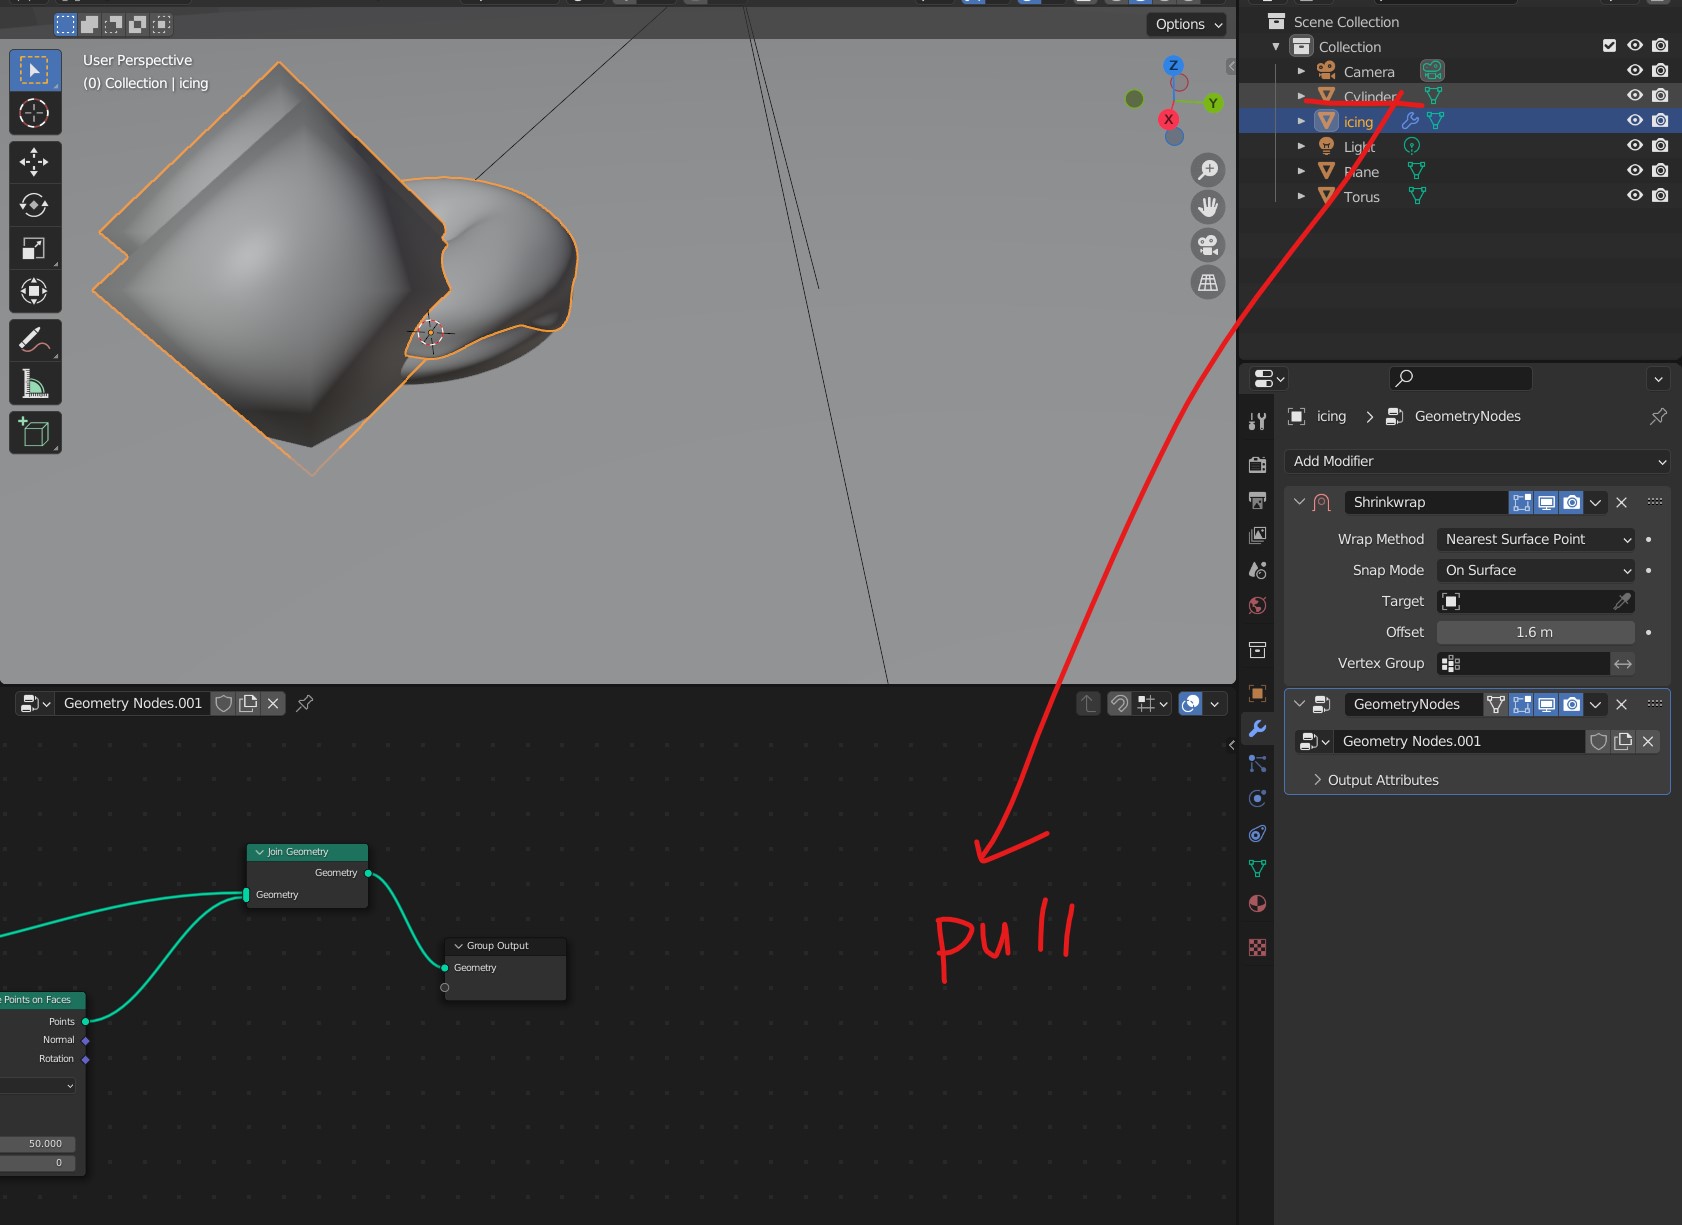 Options
User Perspective
(0) Collection | icing
Z
Y
X
Scene Collection
Collection
Camera
Cylinder
icing
Light
Plane
Torus
icing > GeometryNodes
Add Modifier
Shrinkwrap
Wrap Method Nearest Surface Point
Snap Mode On Surface
Target
Offset 1.6 m
Vertex Group
GeometryNodes
Geometry Nodes.001
Output Attributes
Geometry Nodes.001
Join Geometry
Geometry
Geometry
Group Output
Geometry
Points on Faces
Points
Normal
Rotation
50.000
0
pull